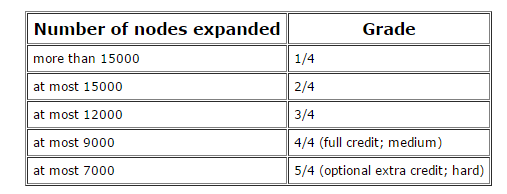 Number of nodes expanded Grade
more than 15000 1/4
at most 15000 2/4
at most 12000 3/4
at most 9000 4/4 (full credit; medium)
at most 7000 5/4 (optional extra credit; hard)